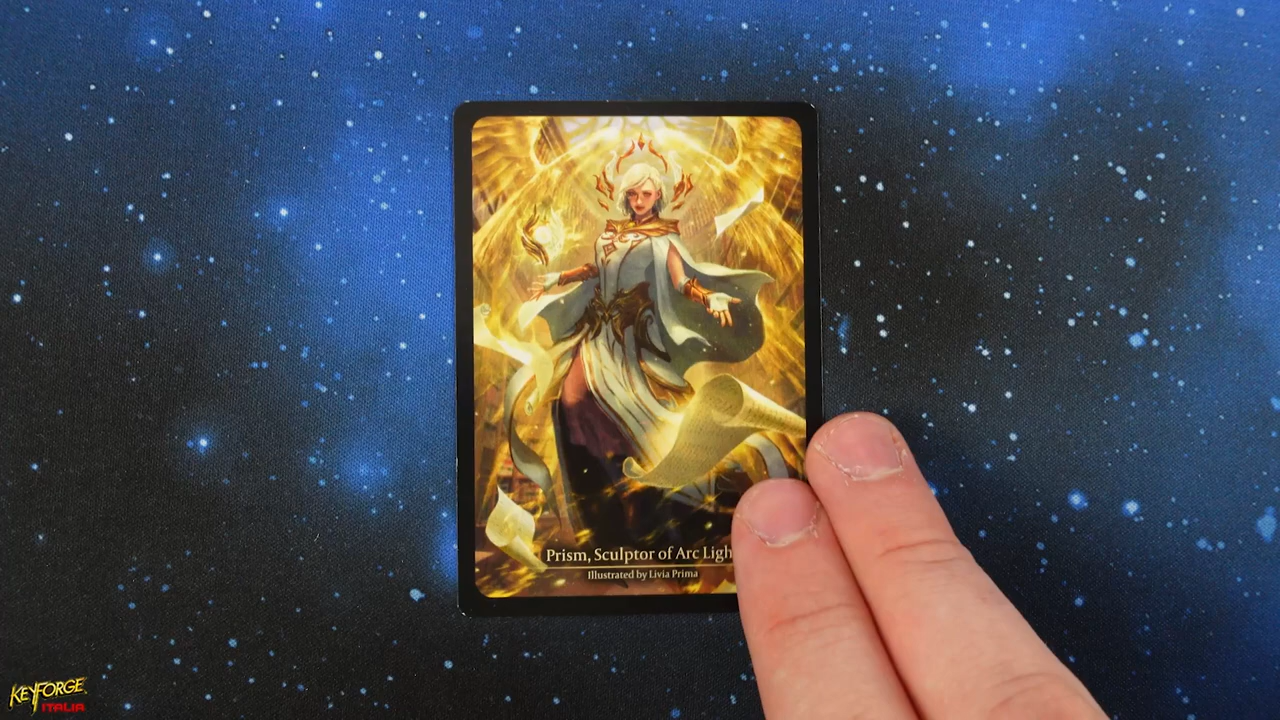 Prism, Sculptor of Arc Ligh
Illustrated by Livia Prima
KEYFORGE
ITALIA